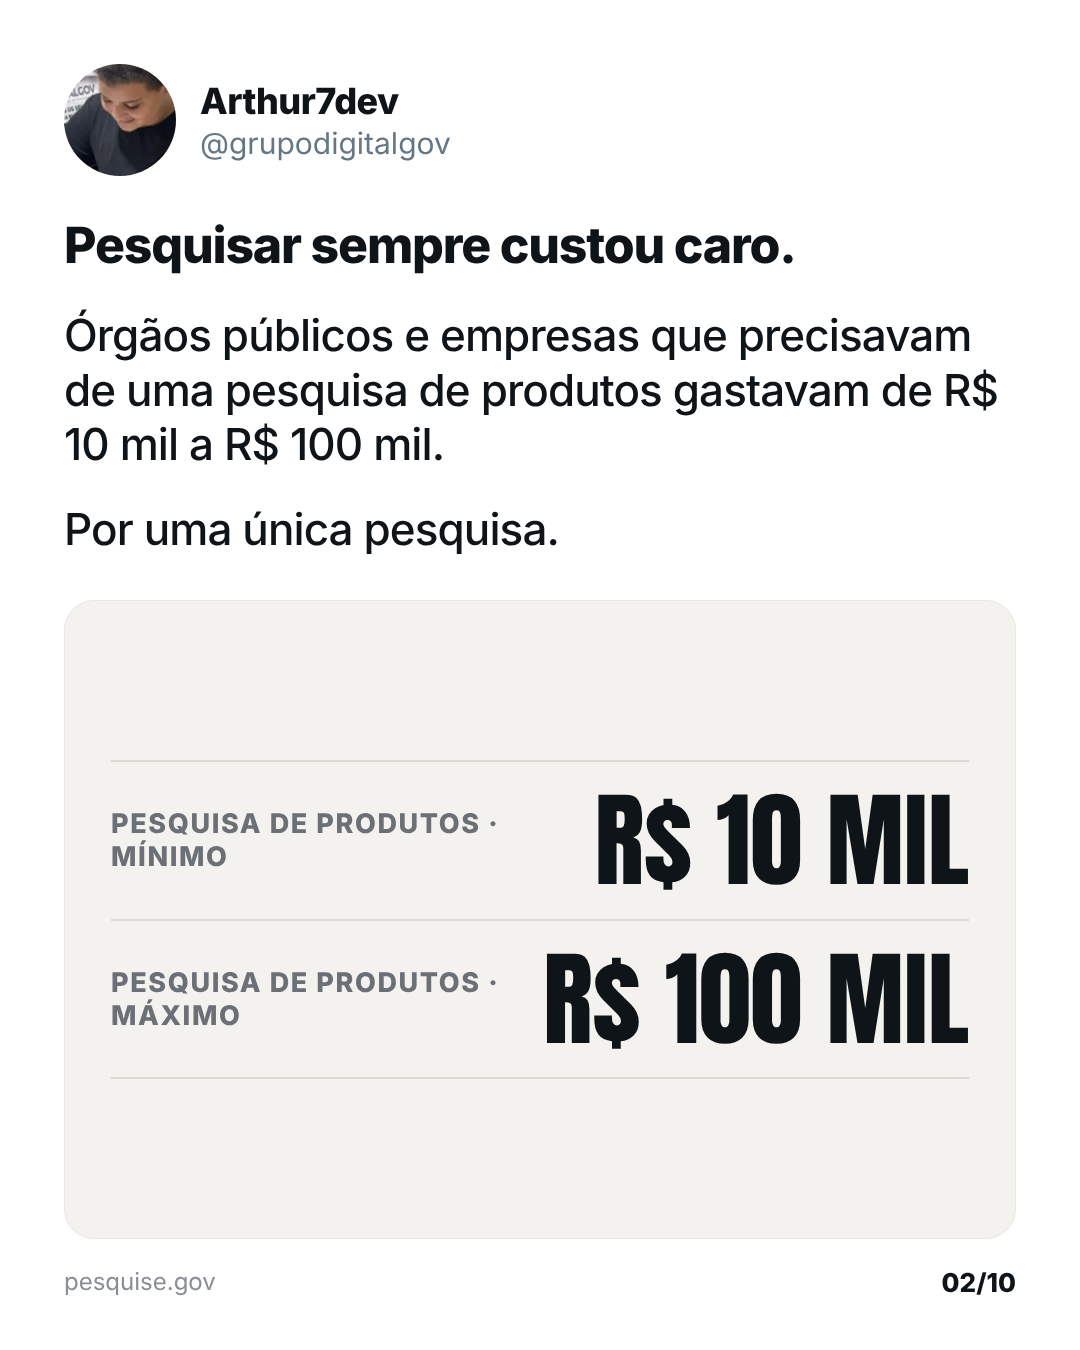 Arthur7dev
@grupodigitalgov
Pesquisar sempre custou caro.
Órgãos públicos e empresas que precisavam
de uma pesquisa de produtos gastavam de R$
10 mil a R$ 100 mil.
Por uma única pesquisa.
PESQUISA DE PRODUTOS ·
MÍNIMO
R$ 10 MIL
PESQUISA DE PRODUTOS ·
MÁXIMO
R$ 100 MIL
pesquise.gov
02/10